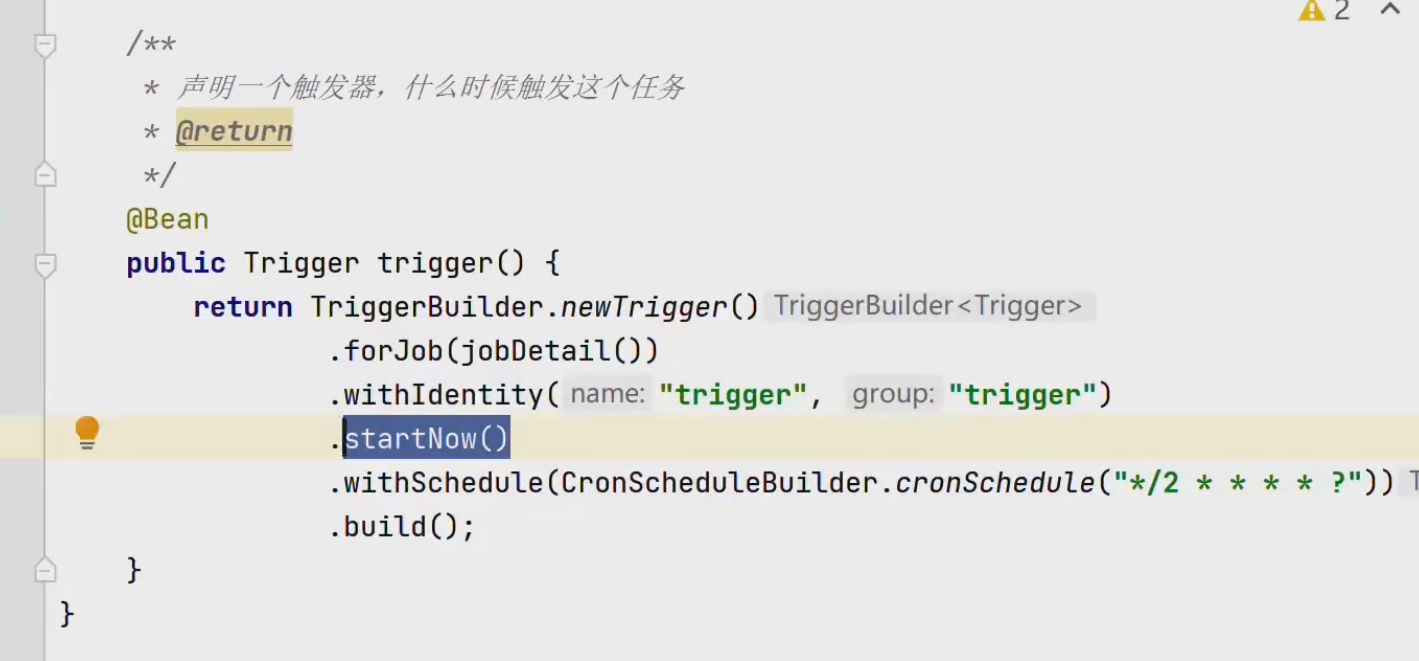 2
/**
* 声明一个触发器，什么时候触发这个任务
* @return
*/
@Bean
public Trigger trigger() {
return TriggerBuilder.newTrigger() TriggerBuilder<Trigger>
.forJob(jobDetail())
.withIdentity( name: "trigger", group: "trigger")
.startNow()
.withSchedule(CronScheduleBuilder.cronSchedule("*/2 * * * * ?"))
.build();
}
}